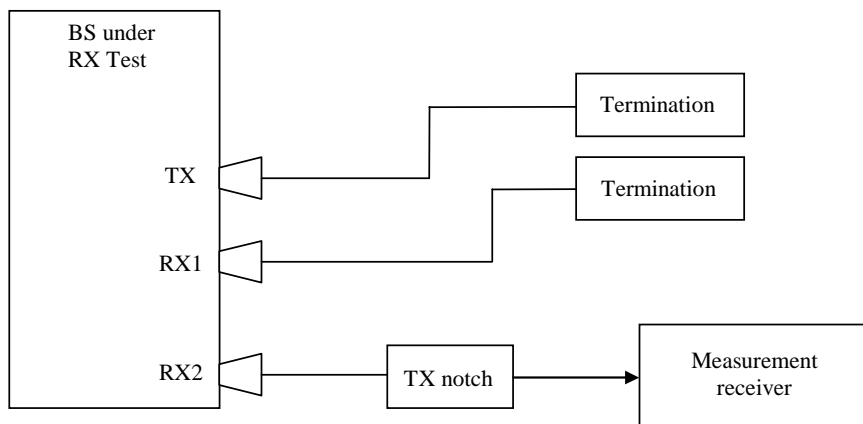 BS under
RX Test
Termination
TX
Termination
RX1
RX2
TX notch
Measurement
receiver